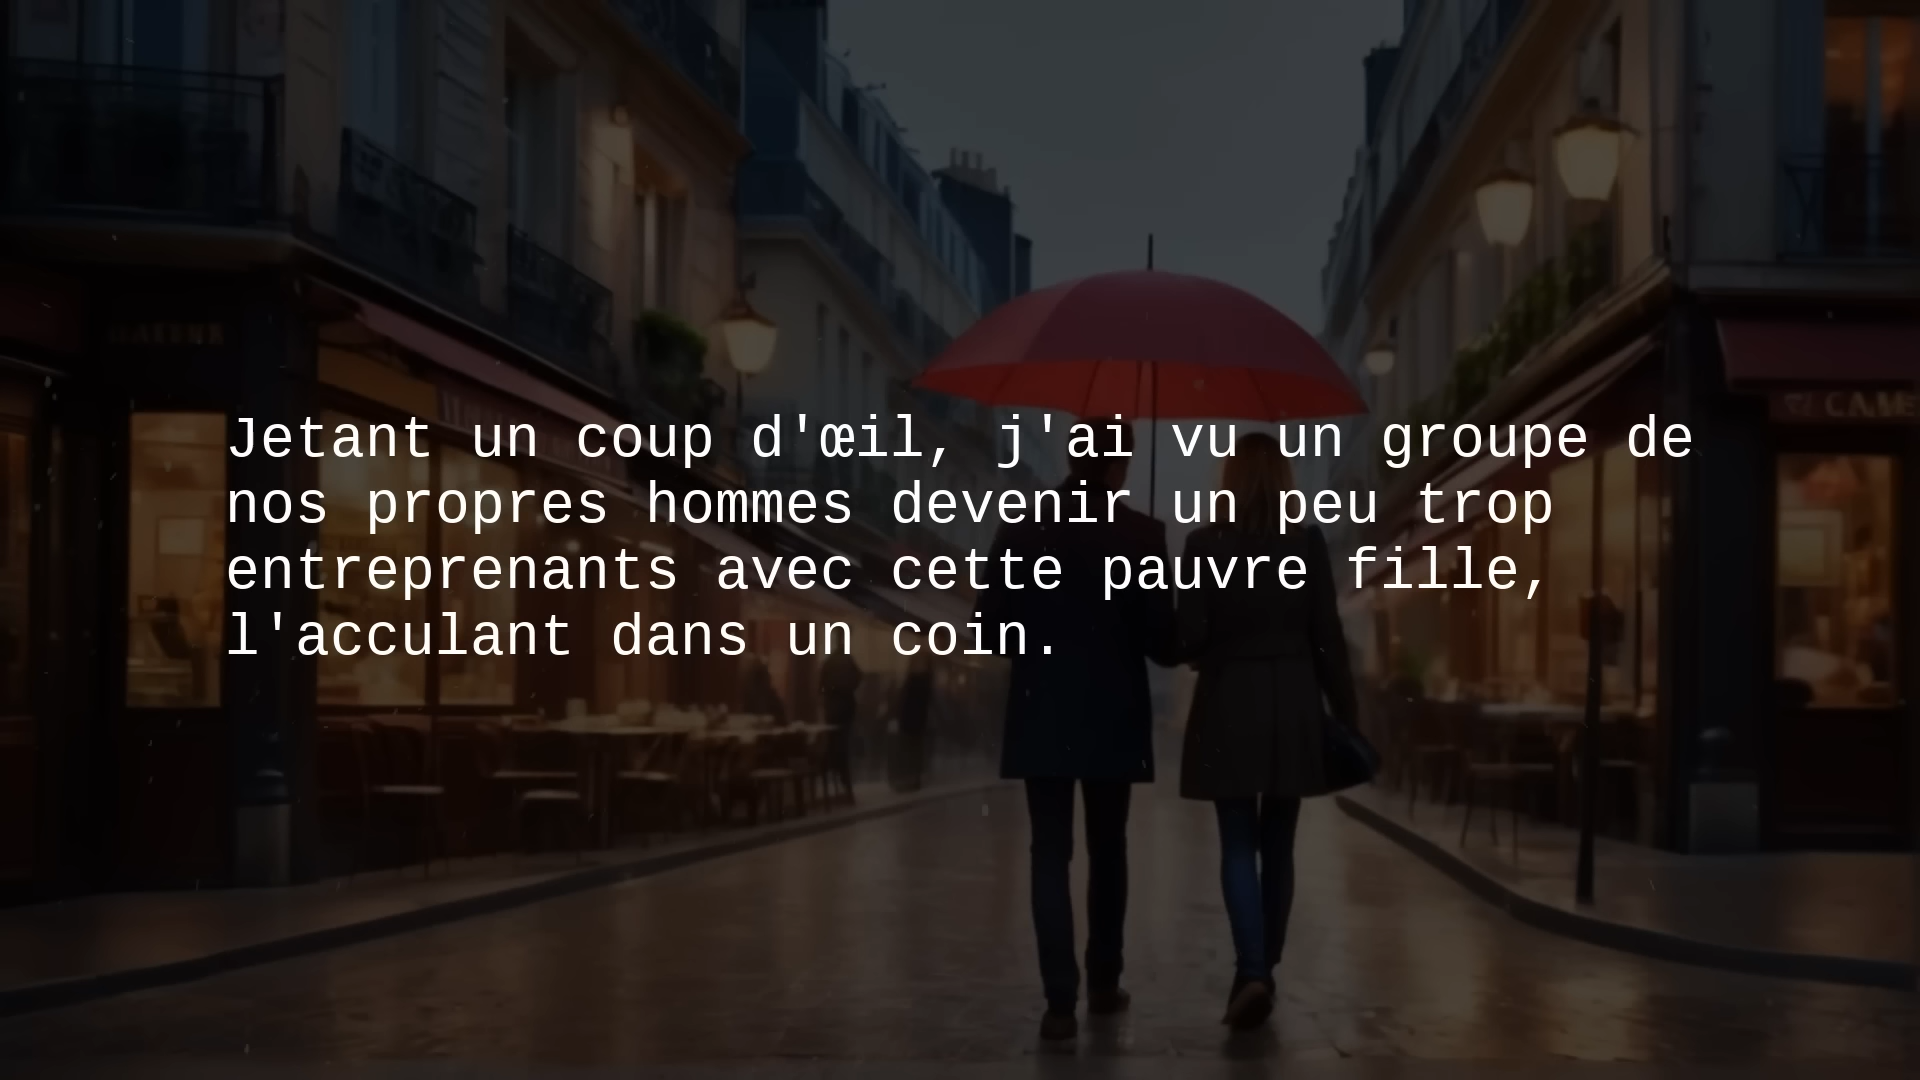 Jetant un coup d'œil, j'ai vu un groupe de
nos propres hommes devenir un peu trop
entreprenants avec cette pauvre fille,
l'acculant dans un coin.